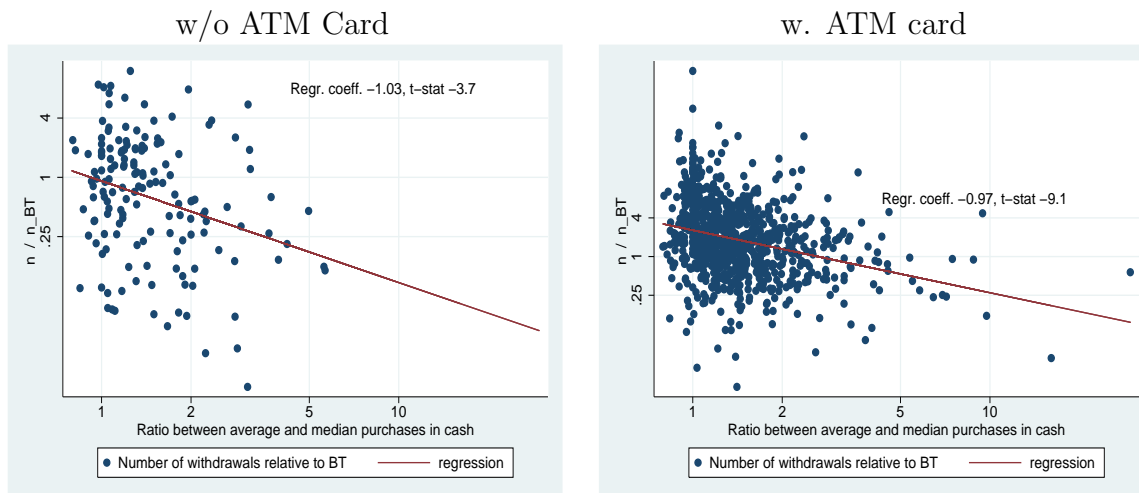 w/o ATM Card
Regr. coeff. −1.03, t−stat −3.7
4
1
.25
n / n_BT
1 2 5 10
Ratio between average and median purchases in cash
Number of withdrawals relative to BT regression
w. ATM card
Regr. coeff. −0.97, t−stat −9.1
4
1
.25
n / n_BT
1 2 5 10
Ratio between average and median purchases in cash
Number of withdrawals relative to BT regression